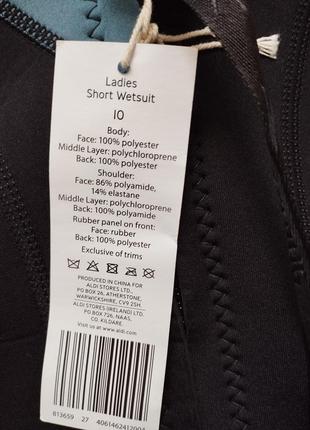 Ladies
Short Wetsuit
10
Body:
Face: 100% polyester
Middle Layer: polychloroprene
Back: 100% polyester
Shoulder:
Face: 86% polyamide,
14% elastane
Middle Layer: polychloroprene
Back: 100% polyamide
Rubber panel on front:
Face: rubber
Back: 100% polyester
Exclusive of trims
PRODUCED IN CHINA FOR
ALDI STORES LTD.,
PO BOX 26, ATHERSTONE,
WARWICKSHIRE, CV9 2SH.
ALDI STORES (IRELAND) LTD.
PO BOX 726, NAAS,
CO. KILDARE.
Visit us at www.aldi.com
813659 27 4061462412004